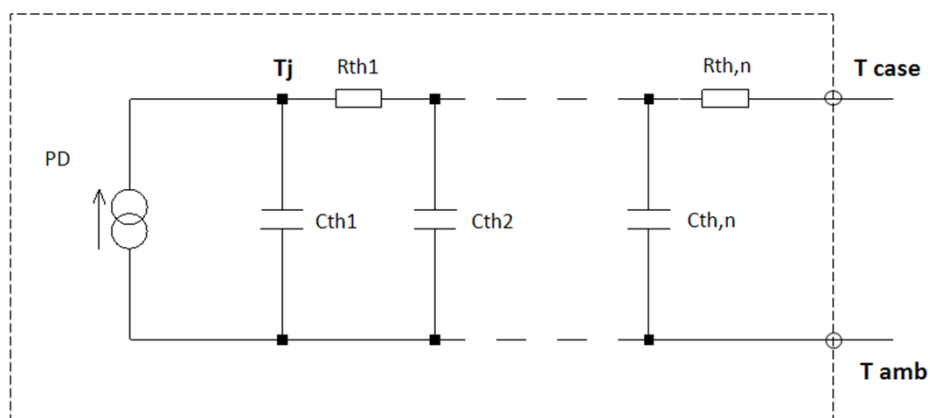 Tj
Rth1
Rth,n
T case
PD
Cth1
Cth2
Cth,n
T amb